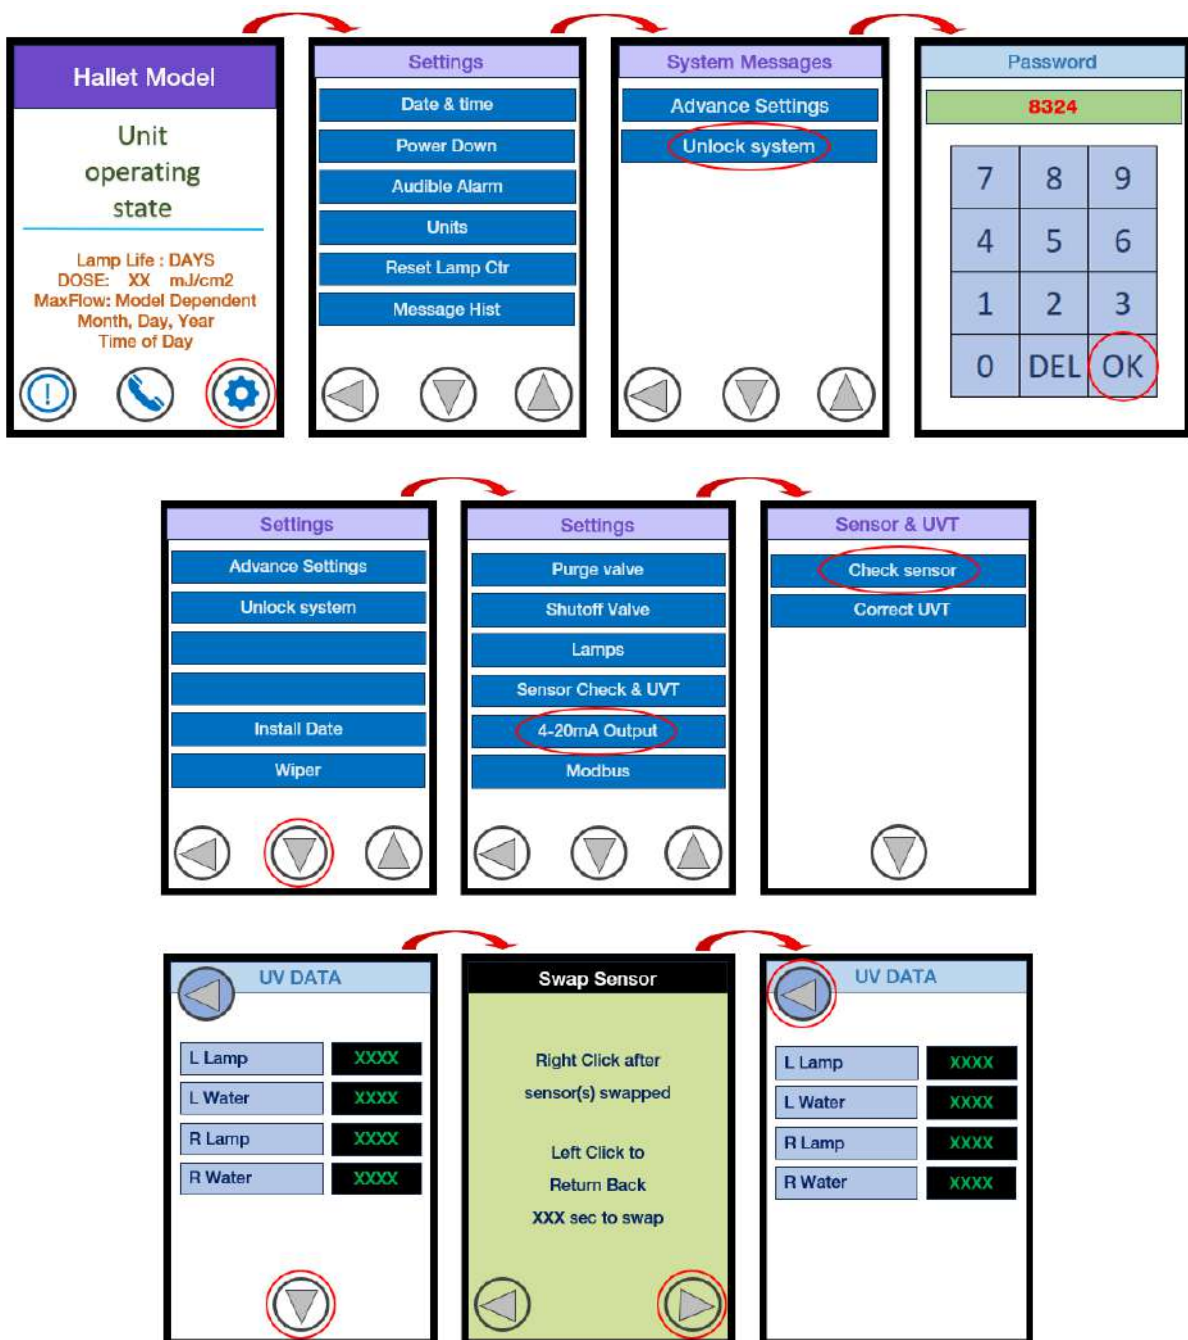 Hallet Model
Unit
operating
state
Lamp Life : DAYS
DOSE: XX mJ/cm2
MaxFlow: Model Dependent
Month, Day, Year
Time of Day
Settings
Date & time
Power Down
Audible Alarm
Units
Reset Lamp Ctr
Message Hist
System Messages
Advance Settings
Unlock system
Password
8324
7 8 9
4 5 6
1 2 3
0 DEL OK
Settings
Advance Settings
Unlock system
Install Date
Wiper
Settings
Purge valve
Shutoff Valve
Lamps
Sensor Check & UVT
4-20mA Output
Modbus
Sensor & UVT
Check sensor
Correct UVT
UV DATA
L Lamp XXXX
L Water XXXX
R Lamp XXXX
R Water XXXX
Swap Sensor
Right Click after
sensor(s) swapped
Left Click to
Return Back
XXX sec to swap
UV DATA
L Lamp XXXX
L Water XXXX
R Lamp XXXX
R Water XXXX